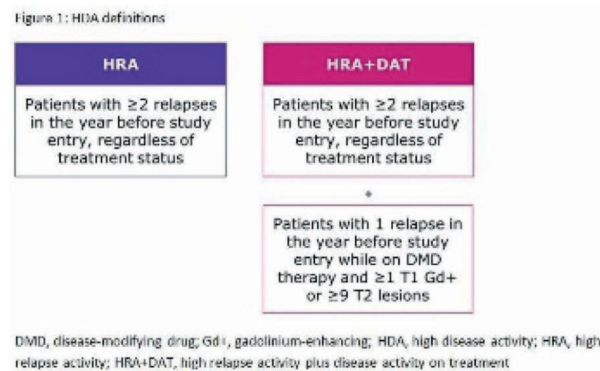 Figure 1: HDA definitions
HRA
Patients with ≥2 relapses
in the year before study
entry, regardless of
treatment status
HRA+DAT
Patients with ≥2 relapses
in the year before study
entry, regardless of
treatment status
+
Patients with 1 relapse in
the year before study
entry while on DMD
therapy and ≥1 T1 Gd+
or ≥9 T2 lesions
DMD, disease-modifying drug; Gd+, gadolinium-enhancing; HDA, high disease activity; HRA, high
relapse activity; HRA+DAT, high relapse activity plus disease activity on treatment